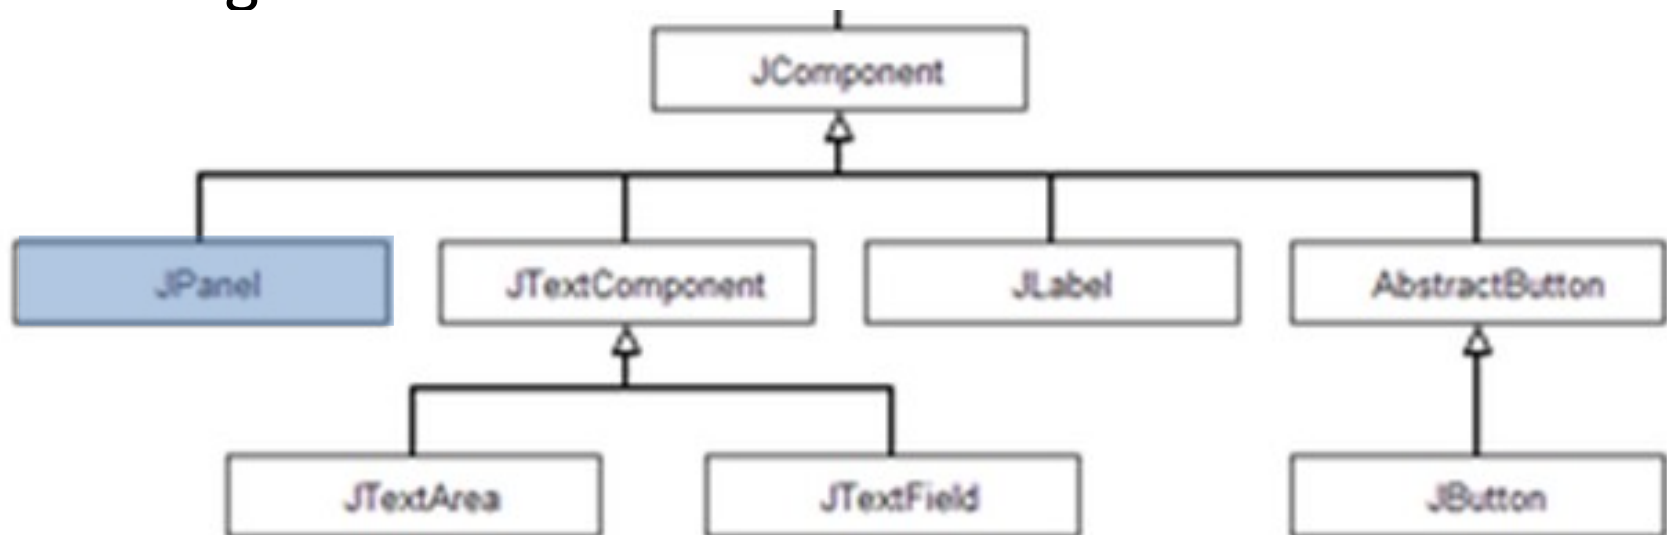 JComponent
JPanel JTextComponent JLabel AbstractButton
JTextArea JTextField JButton